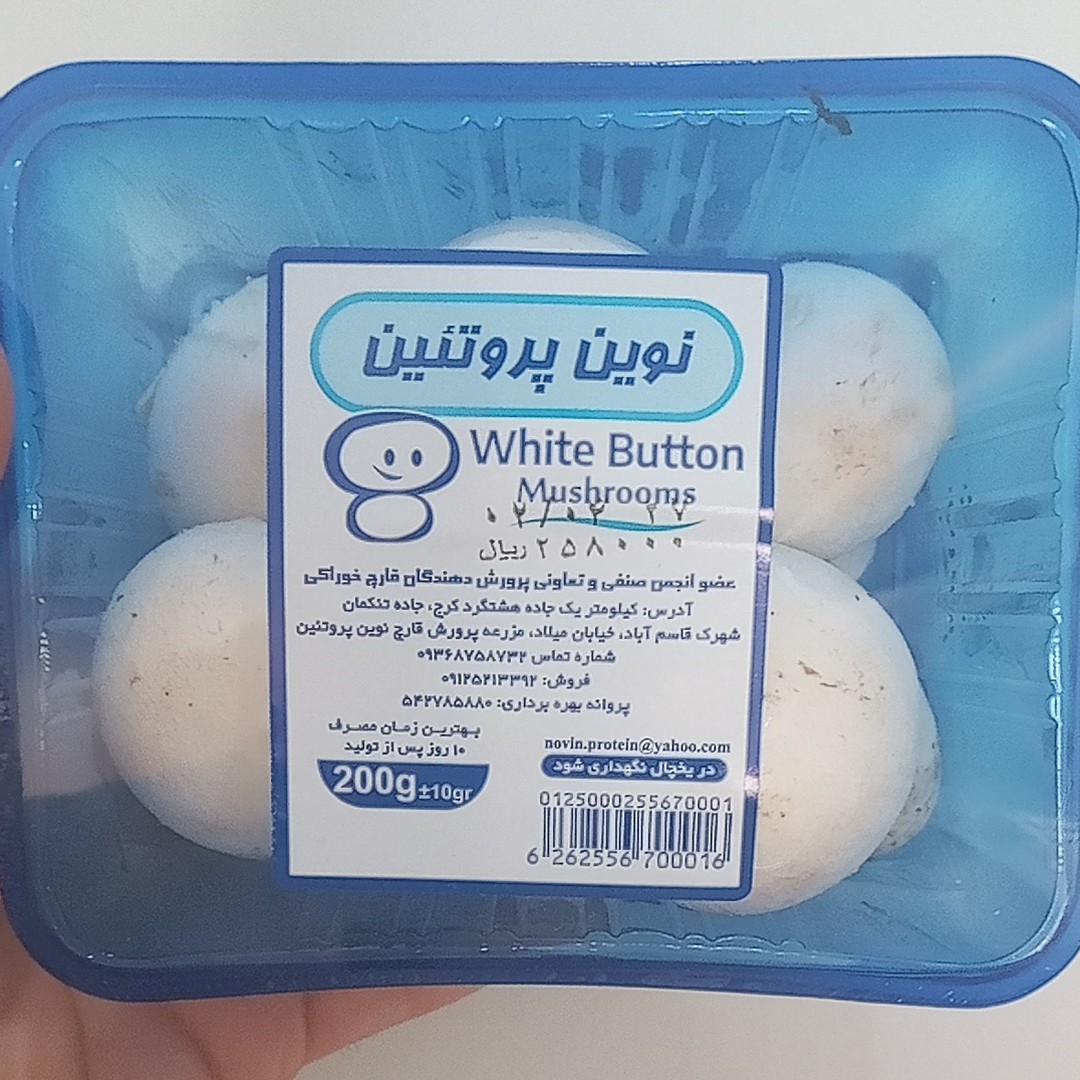 نوین پروتئین
White Button
Mushrooms
۰۲/۰۲ ۲۷
۲۵۸۰۰۰ ریال
عضو انجمن صنفی و تعاونی پرورش دهندگان قارچ خوراکی
آدرس: کیلومتر یک جاده هشتگرد کرج، جاده تنکمان
شهرک قاسم آباد، خیابان میلاد، مزرعه پرورش قارچ نوین پروتئین
شماره تماس ۰۹۳۶۸۷۵۸۷۳۲
فروش: ۰۹۱۲۵۲۱۳۳۹۲
پروانه بهره برداری: ۵۴۲۷۸۵۸۸۰
بهترین زمان مصرف
۱۰ روز پس از تولید
200g±10gr
novin.protein@yahoo.com
در یخچال نگهداری شود
0125000255670001
6 262556 700016